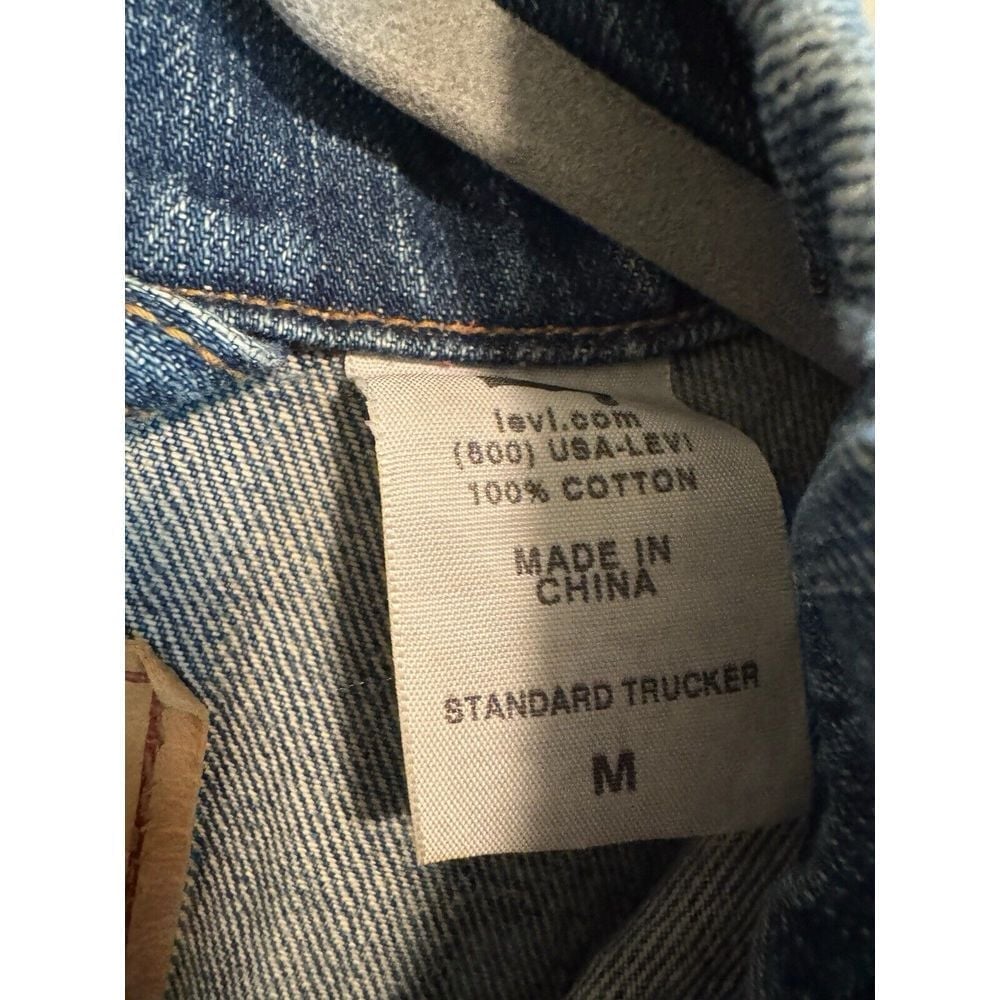 levi.com
(800) USA-LEVI
100% COTTON
MADE IN
CHINA
STANDARD TRUCKER
M